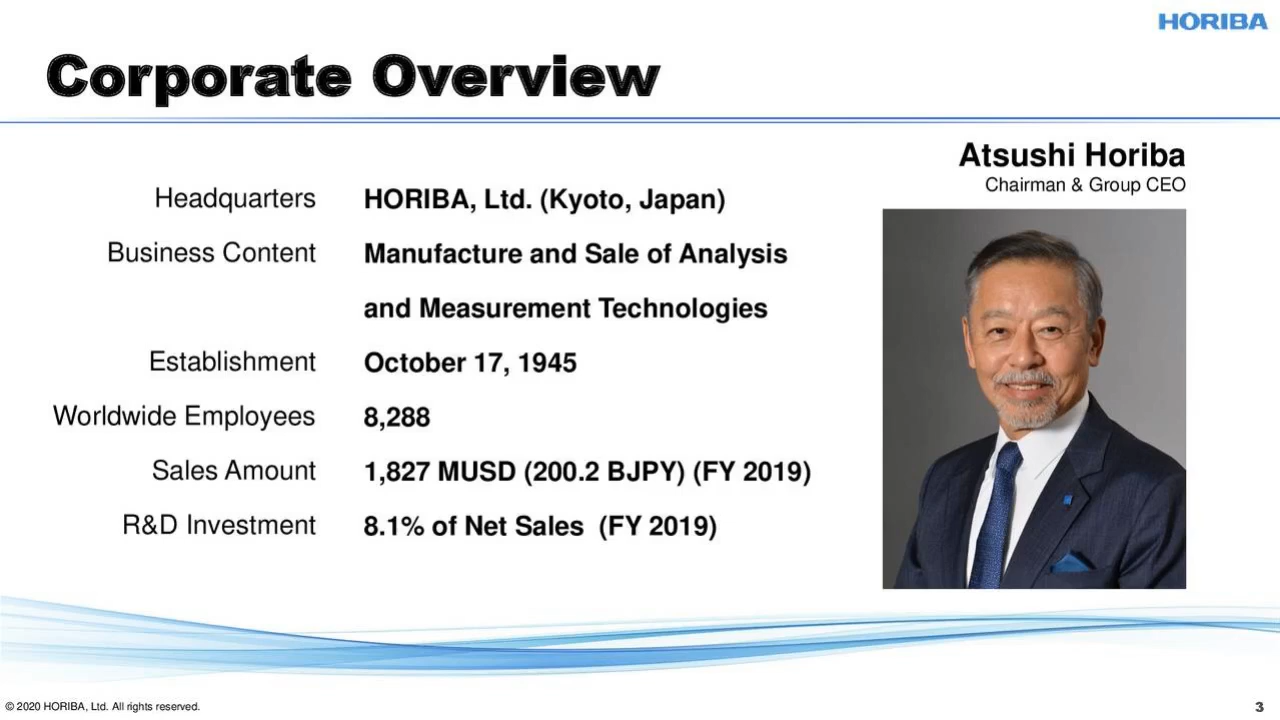 HORIBA
Corporate Overview
Atsushi Horiba
Chairman & Group CEO
Headquarters HORIBA, Ltd. (Kyoto, Japan)
Business Content Manufacture and Sale of Analysis
and Measurement Technologies
Establishment October 17, 1945
Worldwide Employees 8,288
Sales Amount 1,827 MUSD (200.2 BJPY) (FY 2019)
R&D Investment 8.1% of Net Sales (FY 2019)
© 2020 HORIBA, Ltd. All rights reserved.
3